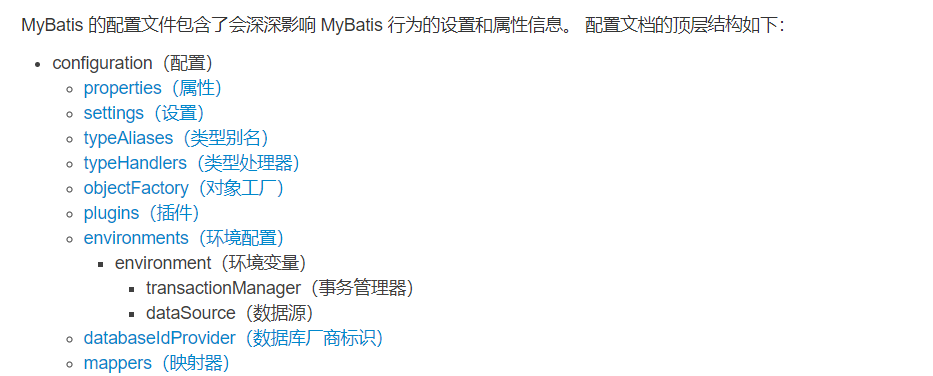 MyBatis 的配置文件包含了会深深影响 MyBatis 行为的设置和属性信息。 配置文档的顶层结构如下：
configuration（配置）
properties（属性）
settings（设置）
typeAliases（类型别名）
typeHandlers（类型处理器）
objectFactory（对象工厂）
plugins（插件）
environments（环境配置）
environment（环境变量）
transactionManager（事务管理器）
dataSource（数据源）
databaseIdProvider（数据库厂商标识）
mappers（映射器）